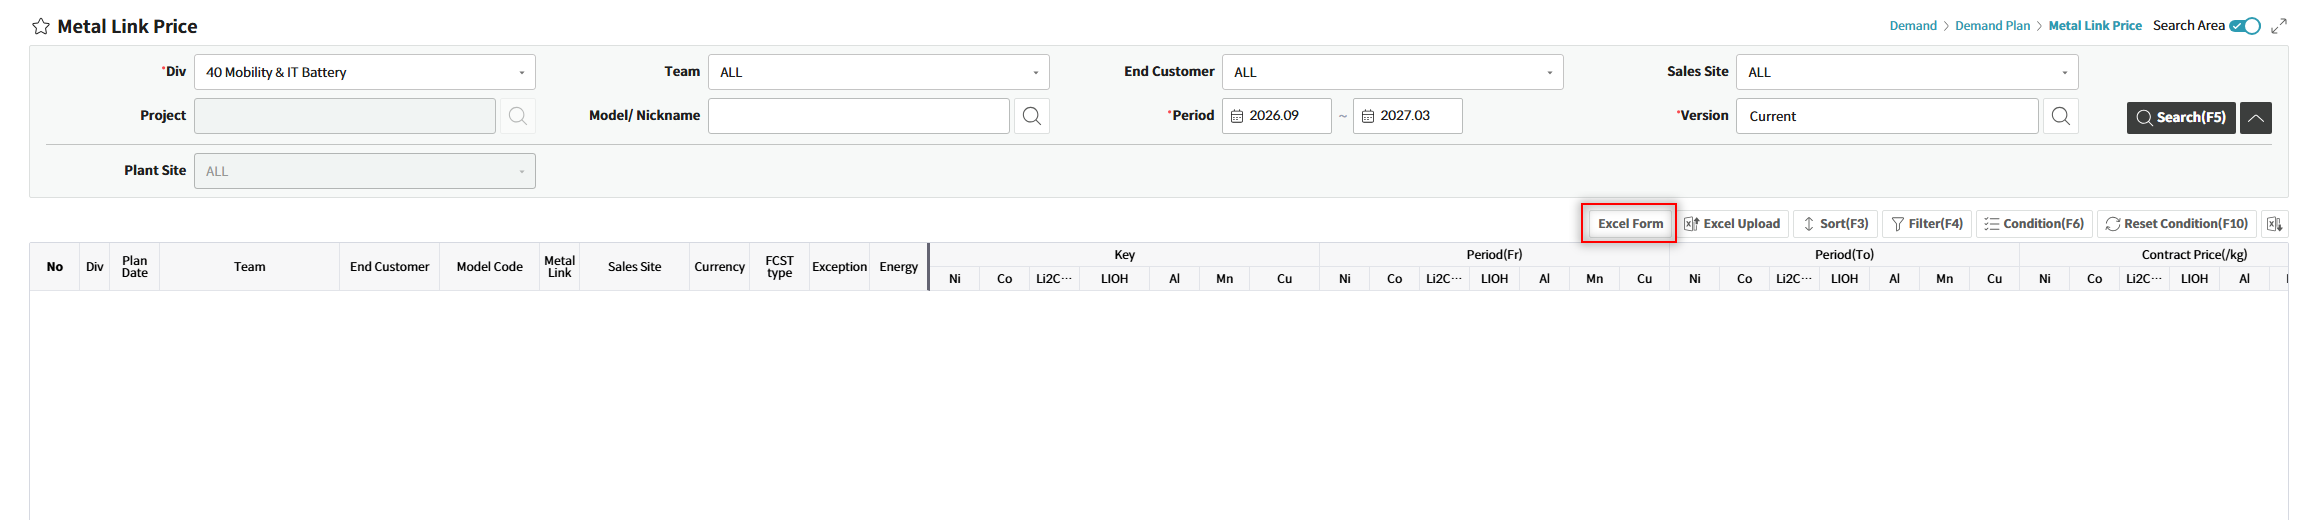 Metal Link Price
Demand > Demand Plan > Metal Link Price Search Area
*Div 40 Mobility & IT Battery Team ALL End Customer ALL Sales Site ALL
Project Model/ Nickname *Period 2026.09 ~ 2027.03 *Version Current Search(F5)
Plant Site ALL
Excel Form Excel Upload Sort(F3) Filter(F4) Condition(F6) Reset Condition(F10)
No Div Plan Date Team End Customer Model Code Metal Link Sales Site Currency FCST type Exception Energy Key Period(Fr) Period(To) Contract Price(/kg)
Ni Co Li2C··· LIOH Al Mn Cu Ni Co Li2C··· LIOH Al Mn Cu Ni Co Li2C··· LIOH Al Mn Cu Ni Co Li2C··· LIOH Al